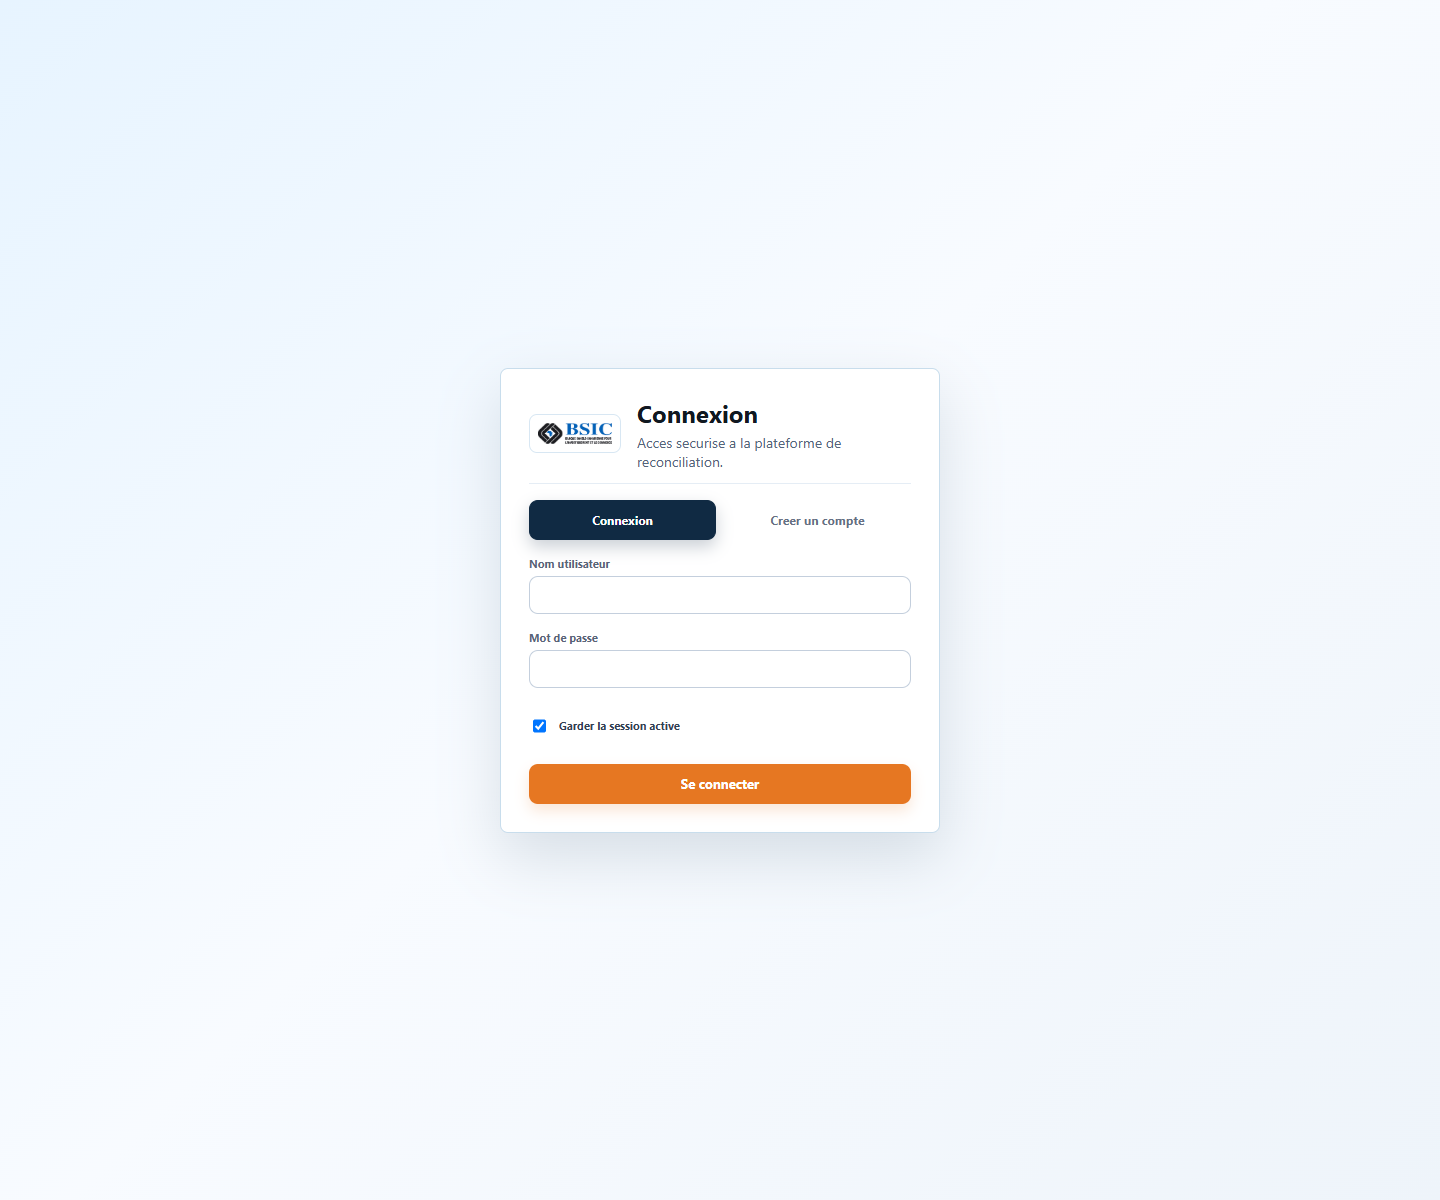 BSIC
Connexion
Acces securise a la plateforme de
reconciliation.
Connexion
Creer un compte
Nom utilisateur
Mot de passe
Garder la session active
Se connecter